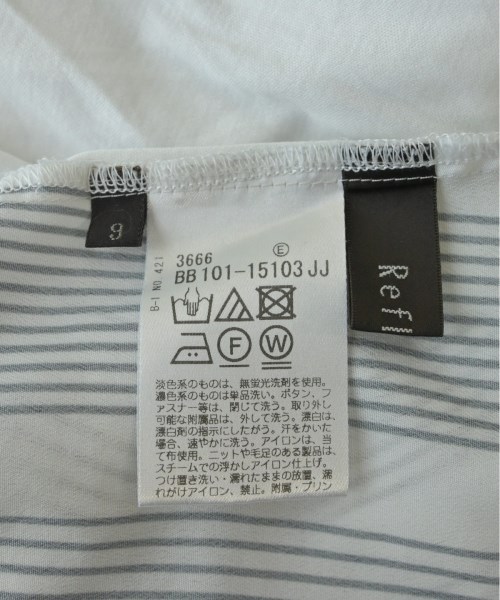 9
B-1 NO.421
3666 E
BB101-15103JJ
F W
淡色系のものは、無蛍光洗剤を使用。
濃色系のものは単品洗い。ボタン、フ
ァスナー等は、閉じて洗う。取り外し
可能な附属品は、外して洗う。漂白は、
漂白剤の指示にしたがう。汗をかいた
場合、速やかに洗う。アイロンは、当
て布使用。ニットや毛足のある製品は、
スチームでの浮かしアイロン仕上げ。
つけ置き洗い・濡れたままの放置、濡
れがけアイロン、禁止。附属・プリン
Refl